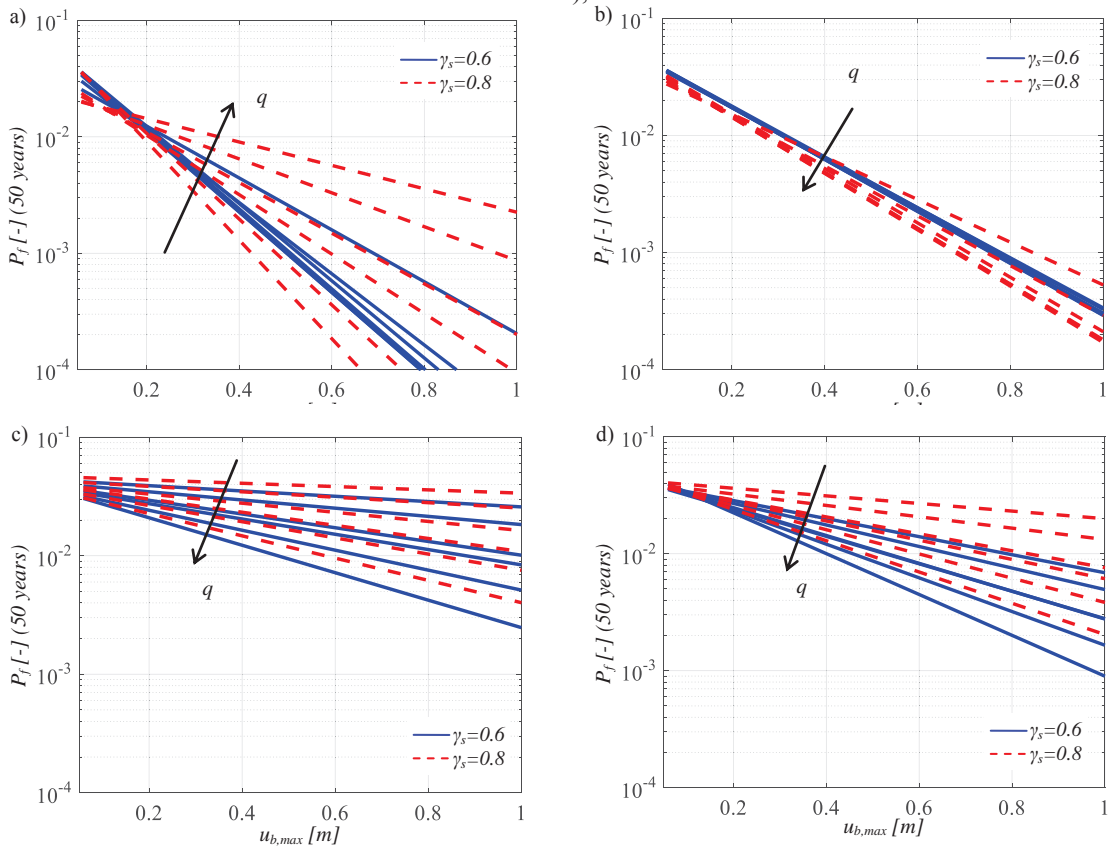 a)
10^-1
10^-2
10^-3
10^-4
P_f [-] (50 years)
γ_s=0.6
γ_s=0.8
q
0.2 0.4 0.6 0.8 1
b)
10^-1
10^-2
10^-3
10^-4
P_f [-] (50 years)
γ_s=0.6
γ_s=0.8
q
0.2 0.4 0.6 0.8 1
c)
10^-1
10^-2
10^-3
10^-4
P_f [-] (50 years)
q
γ_s=0.6
γ_s=0.8
0.2 0.4 0.6 0.8 1
u_b,max [m]
d)
10^-1
10^-2
10^-3
10^-4
P_f [-] (50 years)
q
γ_s=0.6
γ_s=0.8
0.2 0.4 0.6 0.8 1
u_b,max [m]